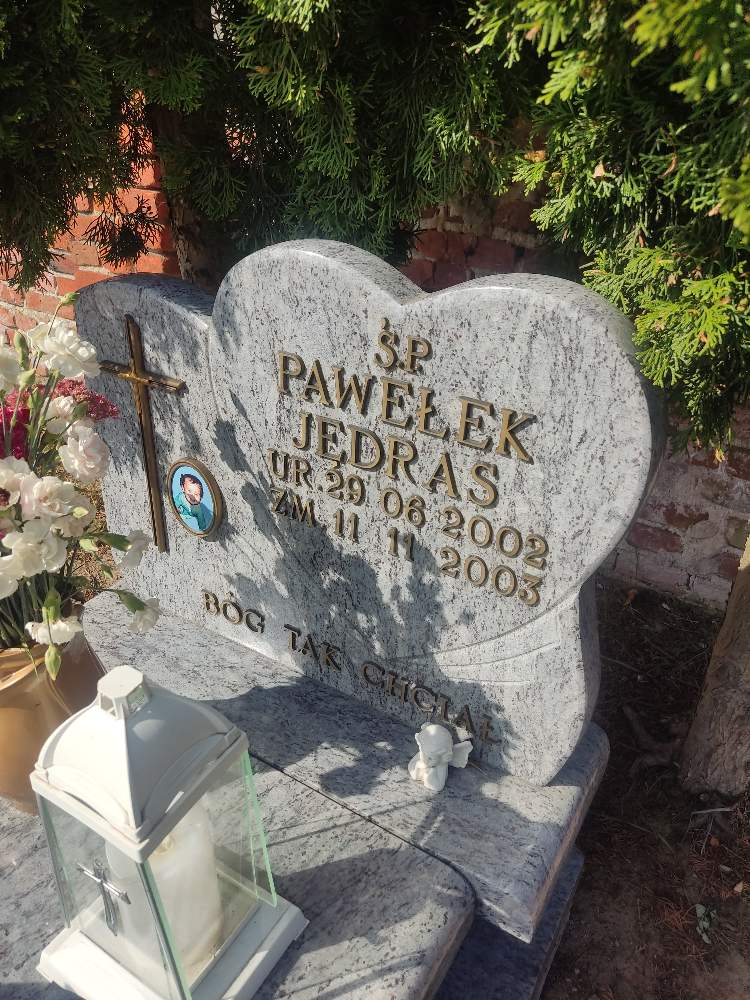 Ś.P.
PAWEŁEK
JĘDRAS
UR. 29 06 2002
ZM. 11 11 2003
BÓG TAK CHCIAŁ